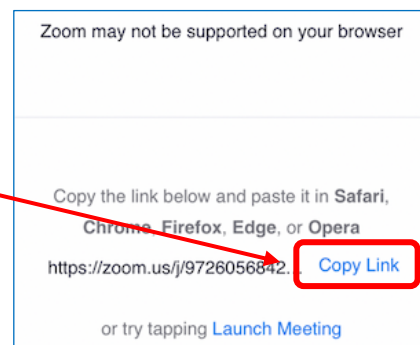 Zoom may not be supported on your browser
Copy the link below and paste it in Safari,
Chrome, Firefox, Edge, or Opera
https://zoom.us/j/9726056842... Copy Link
or try tapping Launch Meeting